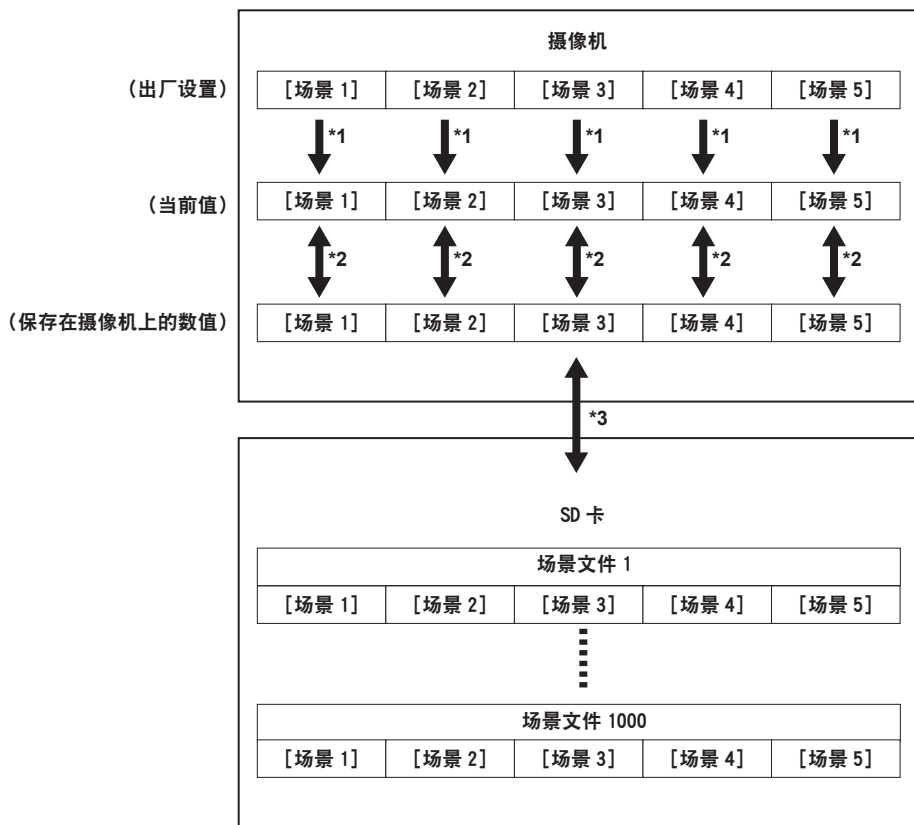 摄像机
(出厂设置) [场景 1] [场景 2] [场景 3] [场景 4] [场景 5]
*1 *1 *1 *1 *1
(当前值) [场景 1] [场景 2] [场景 3] [场景 4] [场景 5]
*2 *2 *2 *2 *2
(保存在摄像机上的数值) [场景 1] [场景 2] [场景 3] [场景 4] [场景 5]
*3
SD 卡
场景文件 1
[场景 1] [场景 2] [场景 3] [场景 4] [场景 5]
场景文件 1000
[场景 1] [场景 2] [场景 3] [场景 4] [场景 5]